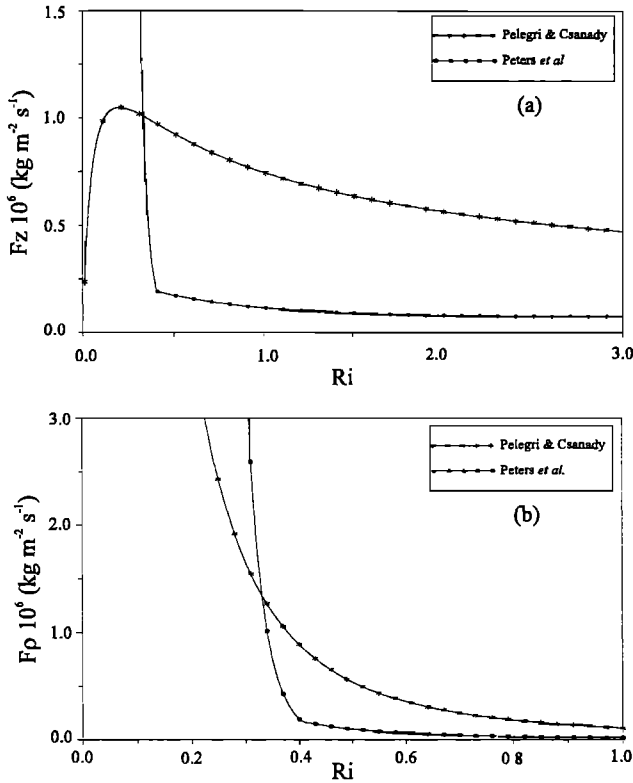 1.5
1.0
0.5
0.0
Fz 10⁶ (kg m⁻² s⁻¹)
Pelegri & Csanady
Peters et al
(a)
0.0 1.0 2.0 3.0
Ri
3.0
2.0
1.0
0.0
Fρ 10⁶ (kg m⁻² s⁻¹)
Pelegri & Csanady
Peters et al.
(b)
0.0 0.2 0.4 0.6 0.8 1.0
Ri